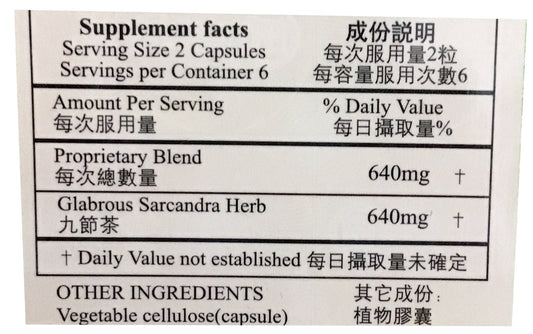 Supplement facts 成份説明
Serving Size 2 Capsules 每次服用量2粒
Servings per Container 6 每容量服用次數6
Amount Per Serving % Daily Value
每次服用量 每日攝取量%
Proprietary Blend 640mg †
每次總數量
Glabrous Sarcandra Herb 640mg †
九節茶
† Daily Value not established 每日攝取量未確定
OTHER INGREDIENTS 其它成份:
Vegetable cellulose(capsule) 植物膠囊